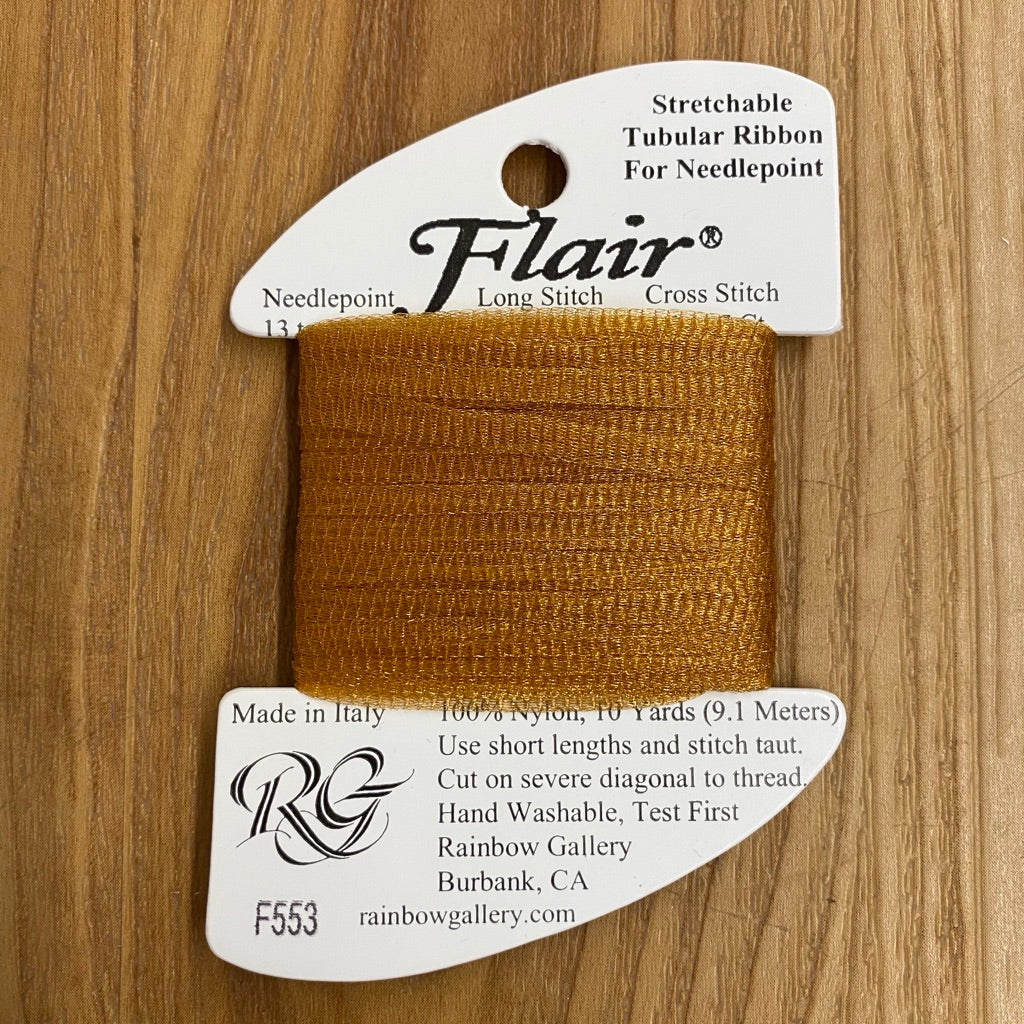 Stretchable
Tubular Ribbon
For Needlepoint
Flair®
Needlepoint Long Stitch Cross Stitch
13
Made in Italy 100% Nylon, 10 Yards (9.1 Meters)
Use short lengths and stitch taut.
Cut on severe diagonal to thread.
RG
Hand Washable, Test First
Rainbow Gallery
Burbank, CA
F553 rainbowgallery.com